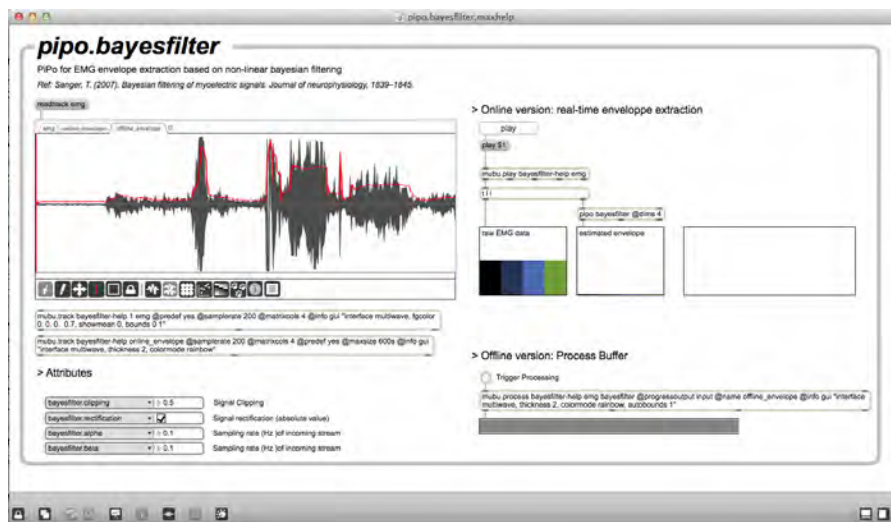 pipo.bayesfilter.maxhelp
pipo.bayesfilter
PiPo for EMG envelope extraction based on non-linear bayesian filtering
Ref: Sanger, T. (2007). Bayesian filtering of myoelectric signals. Journal of neurophysiology, 1839–1845.
readtrack emg
emg
offline_envelope
mubu.track bayesfilter-help 1 emg @predef yes @samplerate 200 @matrixcols 4 @info gui "interface multiwave, fgcolor
0. 0. 0. 0.7, showmean 0, bounds 0 1"
mubu.track bayesfilter-help online_envelope @samplerate 200 @matrixcols 4 @predef yes @maxsize 600s @info gui
"interface multiwave, thickness 2, colormode rainbow"
> Attributes
bayesfilter.clipping
0.5
Signal Clipping
bayesfilter.rectification
Signal rectification (absolute value)
bayesfilter.alpha
0.1
Sampling rate (Hz )of incoming stream
bayesfilter.beta
0.1
Sampling rate (Hz )of incoming stream
> Online version: real-time enveloppe extraction
play
play $1
mubu.play bayesfilter-help emg
t l l
pipo bayesfilter @dims 4
raw EMG data
estimated envelope
> Offline version: Process Buffer
Trigger Processing
mubu.process bayesfilter-help emg bayesfilter @progressoutput input @name offline_envelope @info gui "interface
multiwave, thickness 2, colormode rainbow, autobounds 1"